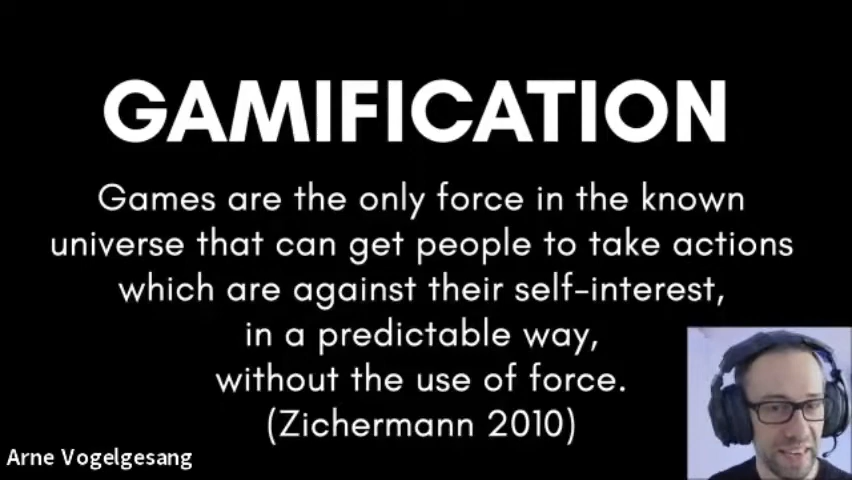 GAMIFICATION
Games are the only force in the known
universe that can get people to take actions
which are against their self-interest,
in a predictable way,
without the use of force.
(Zichermann 2010)
Arne Vogelgesang